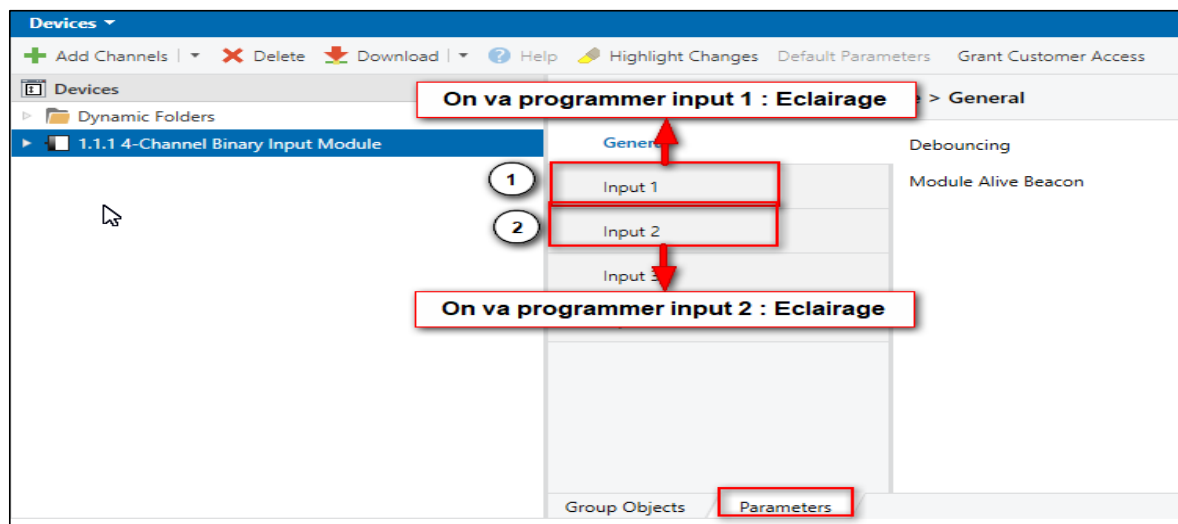 Devices
Add Channels Delete Download Help Highlight Changes Default Parameters Grant Customer Access
Devices
On va programmer input 1 : Eclairage
> General
Dynamic Folders
1.1.1 4-Channel Binary Input Module
Debouncing
1
Input 1
Module Alive Beacon
2
Input 2
Input
On va programmer input 2 : Eclairage
Group Objects
Parameters